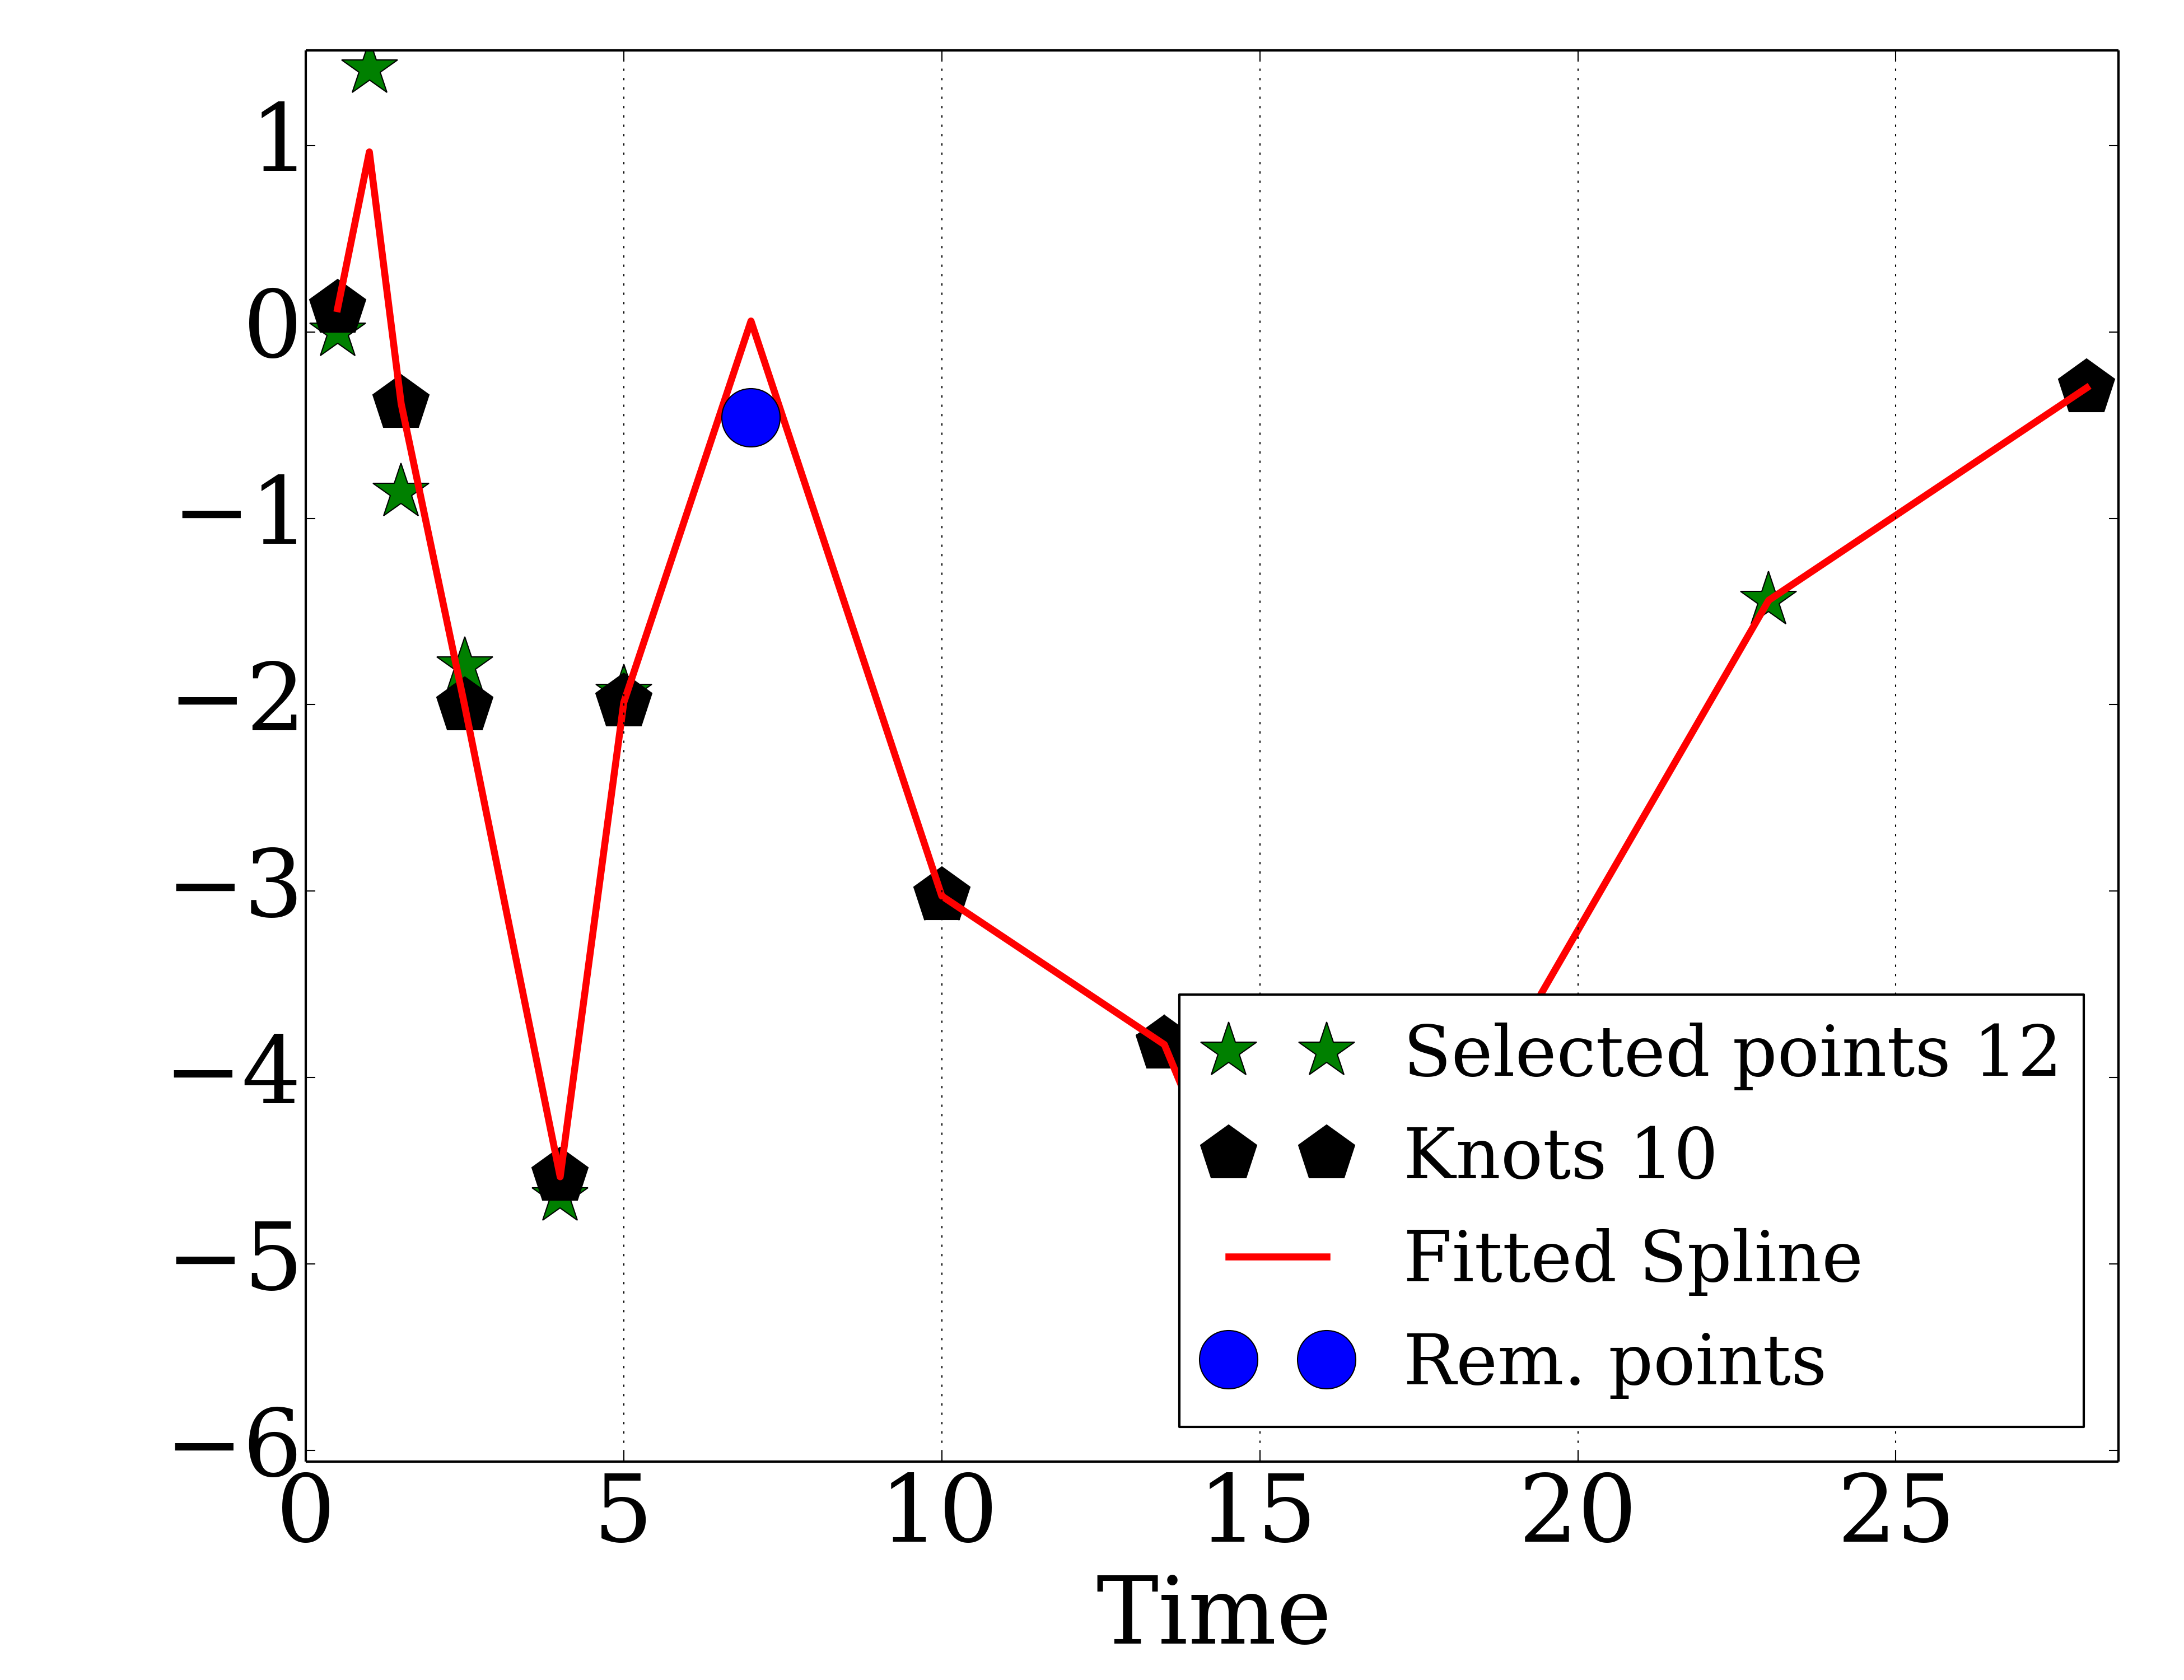 1
0
−1
−2
−3
−4
−5
−6
0 5 10 15 20 25
Time
Selected points 12
Knots 10
Fitted Spline
Rem. points